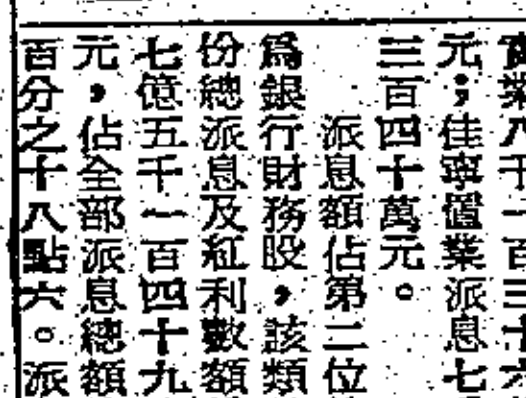 業八千一百三十六
元；佳寧置業派息七
三百四十萬元。
派息額佔第二位
為銀行財務股，該類
份總派息及紅利數額
七億五千一百四十九
元，佔全部派息總額
百分之十八點六。派